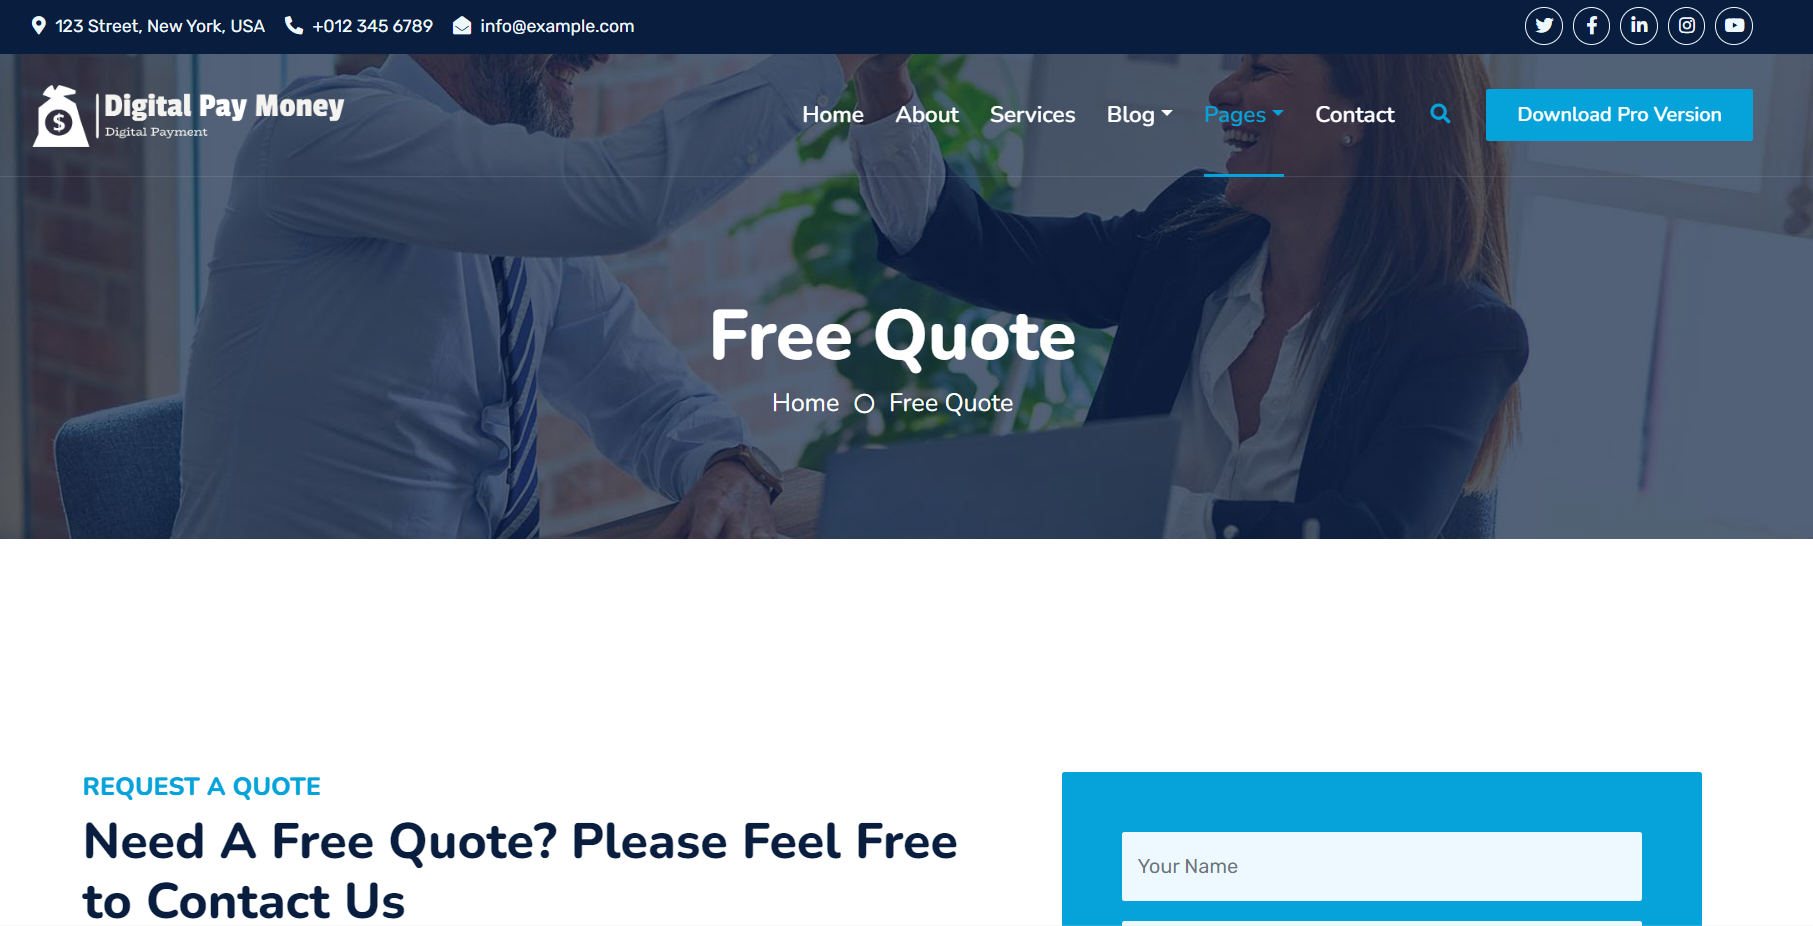 123 Street, New York, USA +012 345 6789 info@example.com
$ Digital Pay Money
Digital Payment
Home About Services Blog Pages Contact Download Pro Version
Free Quote
Home Free Quote
REQUEST A QUOTE
Need A Free Quote? Please Feel Free
to Contact Us
Your Name